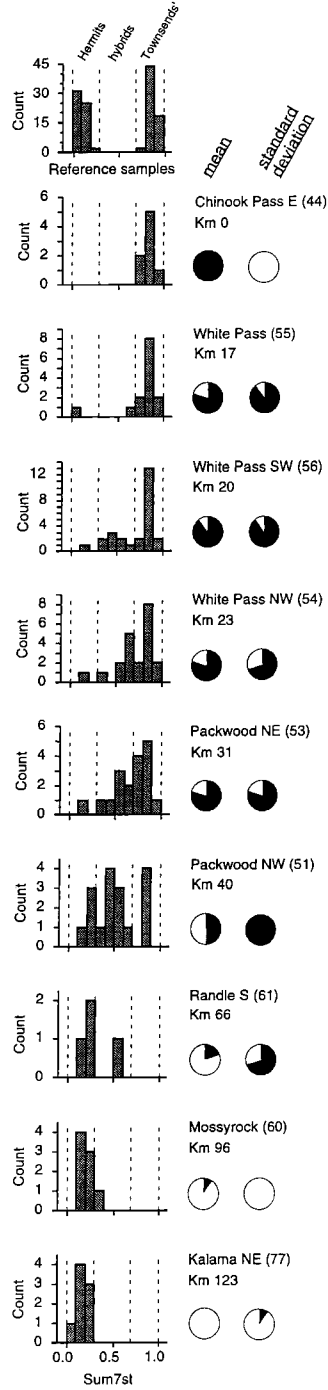 Hermits
hybrids
Townsends'
45
30
15
0
Count
Reference samples
mean
standard
deviation
6
4
2
0
Count
Chinook Pass E (44)
Km 0
8
6
4
2
0
Count
White Pass (55)
Km 17
12
8
4
2
0
Count
White Pass SW (56)
Km 20
8
6
4
2
0
Count
White Pass NW (54)
Km 23
6
4
2
0
Count
Packwood NE (53)
Km 31
4
3
2
1
0
Count
Packwood NW (51)
Km 40
2
1
0
Count
Randle S (61)
Km 66
4
3
2
1
0
Count
Mossyrock (60)
Km 96
4
3
2
1
0
Count
Kalama NE (77)
Km 123
0.0
0.5
1.0
Sum7st